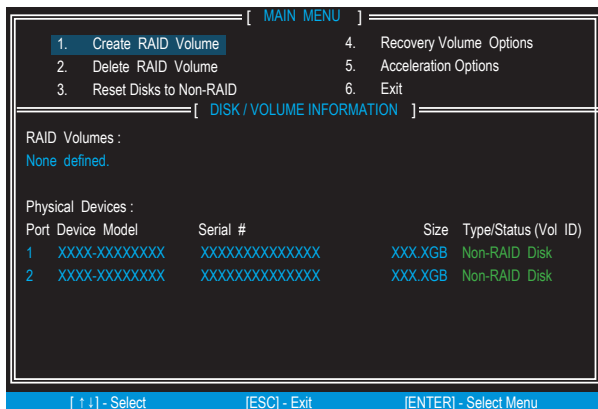 [ MAIN MENU ]
1. Create RAID Volume 4. Recovery Volume Options
2. Delete RAID Volume 5. Acceleration Options
3. Reset Disks to Non-RAID 6. Exit
[ DISK / VOLUME INFORMATION ]
RAID Volumes :
None defined.
Physical Devices :
Port Device Model Serial # Size Type/Status (Vol ID)
1 XXXX-XXXXXXXX XXXXXXXXXXXXXX XXX.XGB Non-RAID Disk
2 XXXX-XXXXXXXX XXXXXXXXXXXXXX XXX.XGB Non-RAID Disk
[ ↑↓] - Select [ESC] - Exit [ENTER] - Select Menu